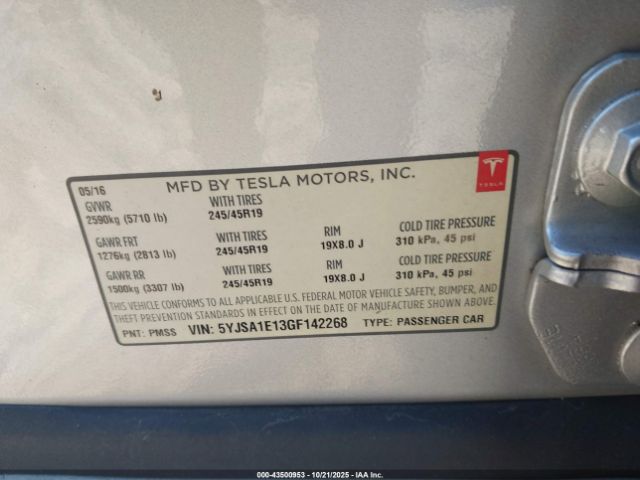 05/16 MFD BY TESLA MOTORS, INC. TESLA
GVWR WITH TIRES
2590kg (5710 lb) 245/45R19
GAWR FRT WITH TIRES RIM COLD TIRE PRESSURE
1276kg (2813 lb) 245/45R19 19X8.0 J 310 kPa, 45 psi
GAWR RR WITH TIRES RIM COLD TIRE PRESSURE
1500kg (3307 lb) 245/45R19 19X8.0 J 310 kPa, 45 psi
THIS VEHICLE CONFORMS TO ALL APPLICABLE U.S. FEDERAL MOTOR VEHICLE SAFETY, BUMPER, AND
THEFT PREVENTION STANDARDS IN EFFECT ON THE DATE OF MANUFACTURE SHOWN ABOVE.
PNT: PMSS VIN: 5YJSA1E13GF142268 TYPE: PASSENGER CAR
000-43500953 | 10/21/2025 | IAA Inc.